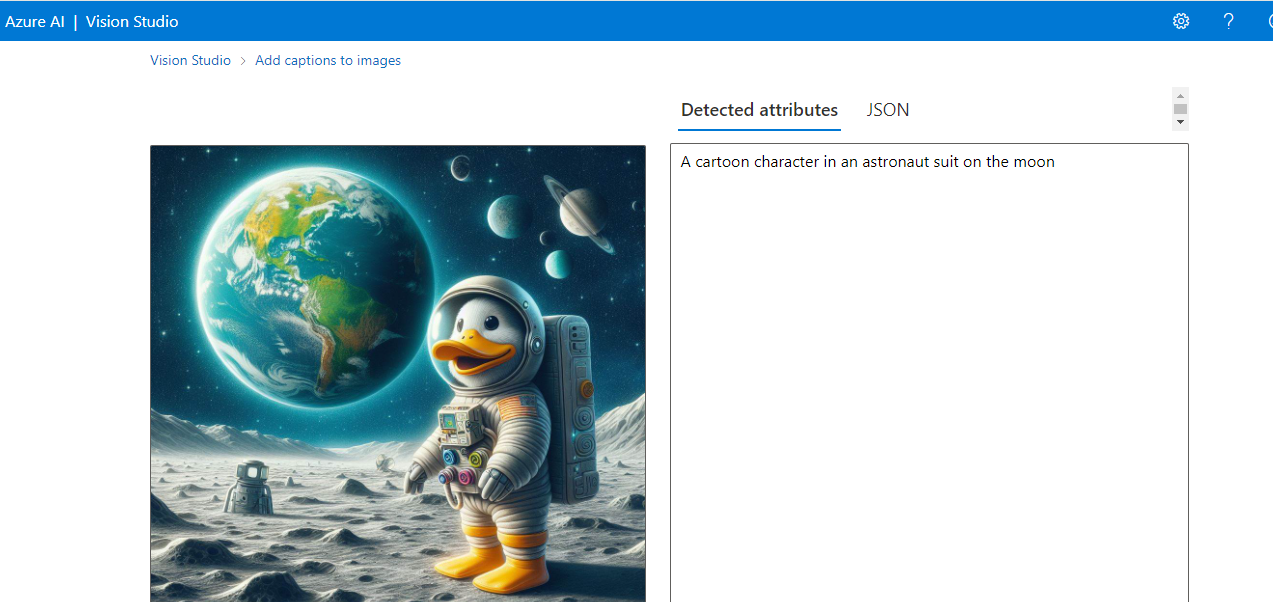 Azure AI | Vision Studio
Vision Studio > Add captions to images
Detected attributes JSON
A cartoon character in an astronaut suit on the moon